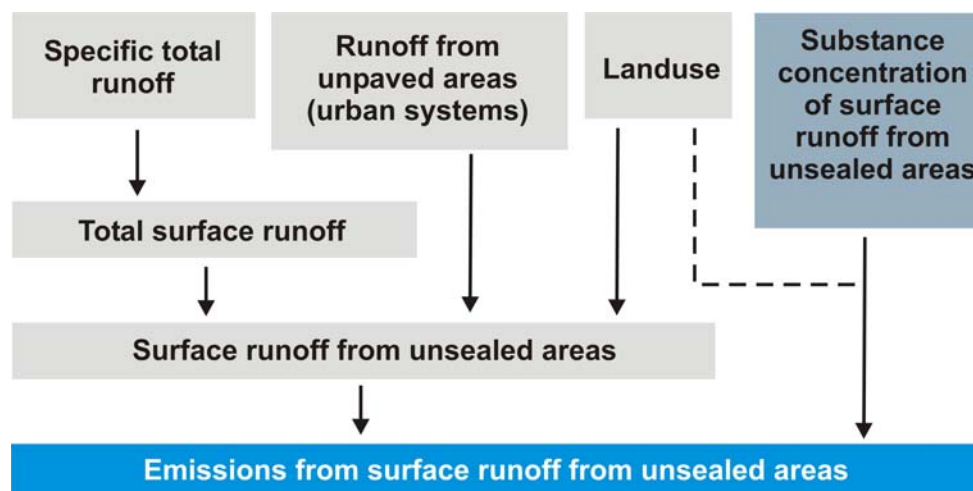 Specific total
runoff
Runoff from
unpaved areas
(urban systems)
Landuse
Substance
concentration
of surface
runoff from
unsealed areas
Total surface runoff
Surface runoff from unsealed areas
Emissions from surface runoff from unsealed areas